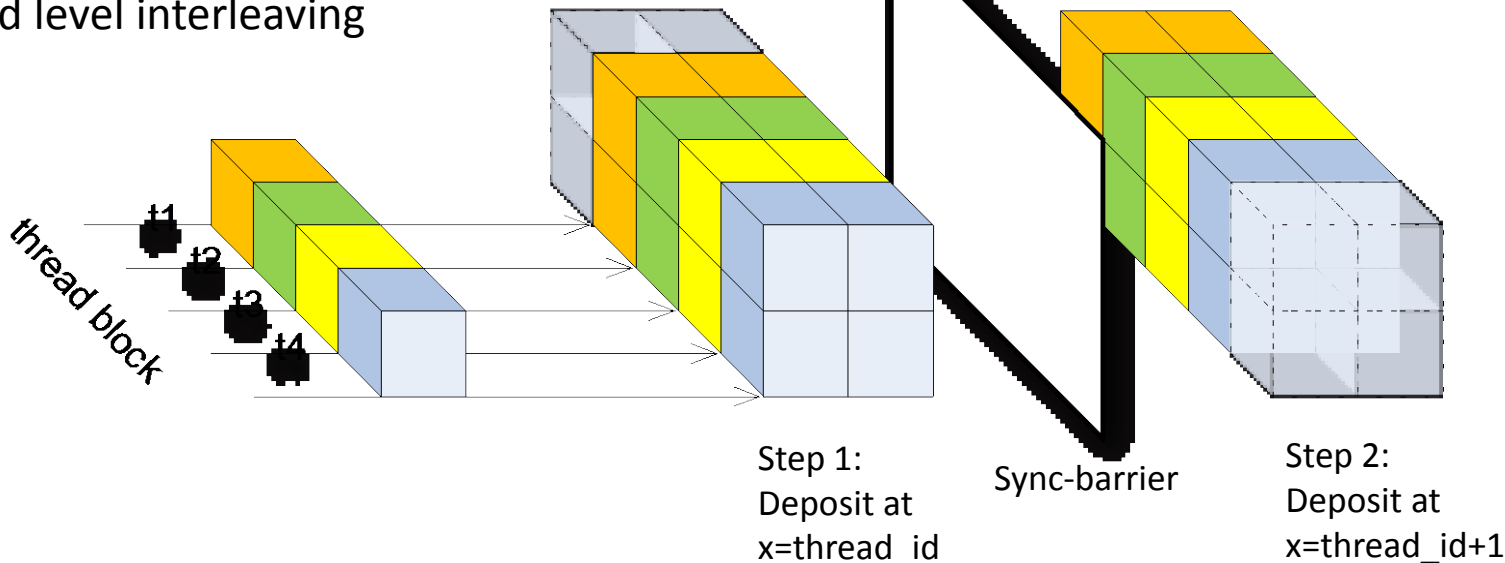 d level interleaving
t1
t2
t3
t4
thread block
Step 1:
Deposit at
x=thread_id
Sync-barrier
Step 2:
Deposit at
x=thread_id+1